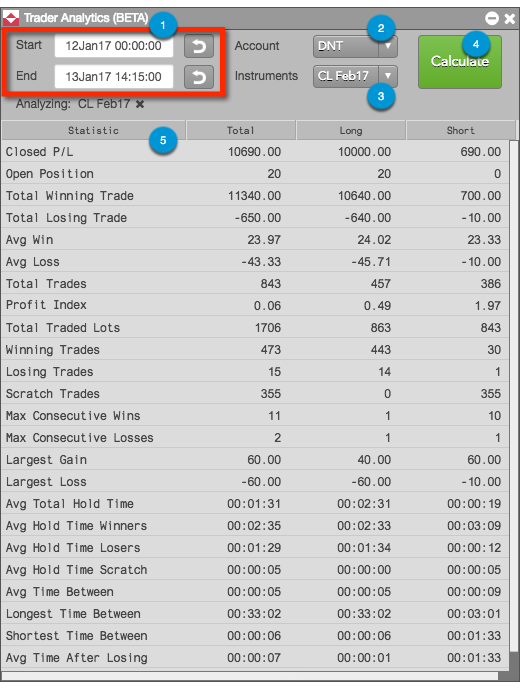 Trader Analytics (BETA)
1
Start 12Jan17 00:00:00 Account DNT 2
Calculate 4
End 13Jan17 14:15:00 Instruments CL Feb17
3
Analyzing: CL Feb17 ✖
Statistic 5 Total Long Short
Closed P/L 10690.00 10000.00 690.00
Open Position 20 20 0
Total Winning Trade 11340.00 10640.00 700.00
Total Losing Trade -650.00 -640.00 -10.00
Avg Win 23.97 24.02 23.33
Avg Loss -43.33 -45.71 -10.00
Total Trades 843 457 386
Profit Index 0.06 0.49 1.97
Total Traded Lots 1706 863 843
Winning Trades 473 443 30
Losing Trades 15 14 1
Scratch Trades 355 0 355
Max Consecutive Wins 11 1 10
Max Consecutive Losses 2 1 1
Largest Gain 60.00 40.00 60.00
Largest Loss -60.00 -60.00 -10.00
Avg Total Hold Time 00:01:31 00:02:31 00:00:19
Avg Hold Time Winners 00:02:35 00:02:33 00:03:09
Avg Hold Time Losers 00:01:29 00:01:34 00:00:12
Avg Hold Time Scratch 00:00:05 00:00:00 00:00:05
Avg Time Between 00:00:05 00:00:05 00:00:09
Longest Time Between 00:33:02 00:33:02 00:03:01
Shortest Time Between 00:00:06 00:00:06 00:01:33
Avg Time After Losing 00:00:07 00:00:01 00:01:33